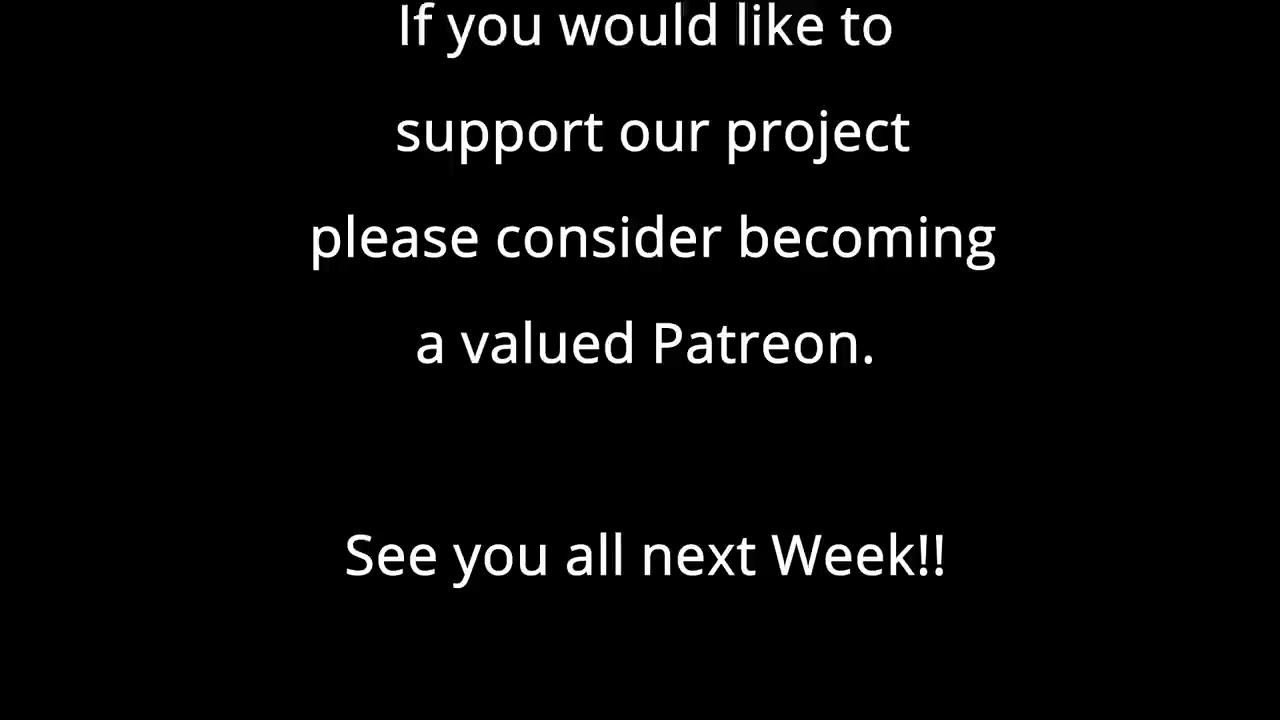 If you would like to
support our project
please consider becoming
a valued Patreon.
See you all next Week!!